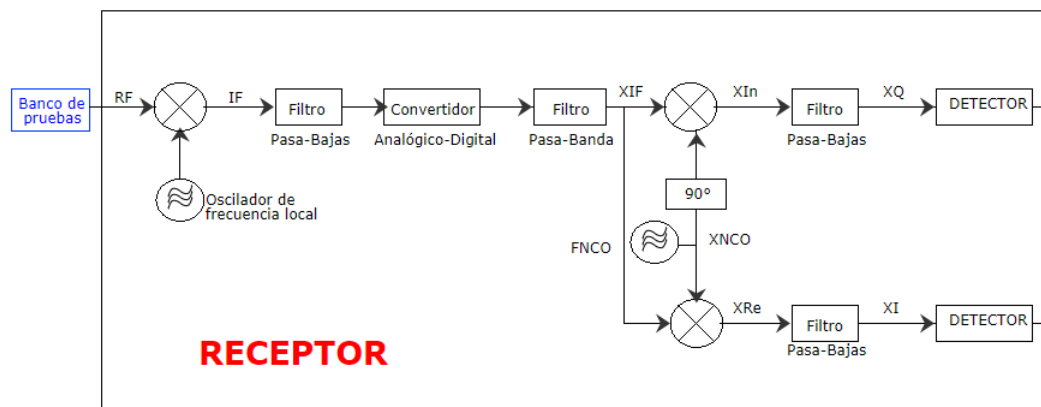 Banco de
pruebas
RF
IF
Filtro
Pasa-Bajas
Convertidor
Analógico-Digital
Filtro
Pasa-Banda
XIF
XIn
Filtro
Pasa-Bajas
XQ
DETECTOR
Oscilador de
frecuencia local
90°
FNCO
XNCO
XRe
Filtro
Pasa-Bajas
XI
DETECTOR
RECEPTOR